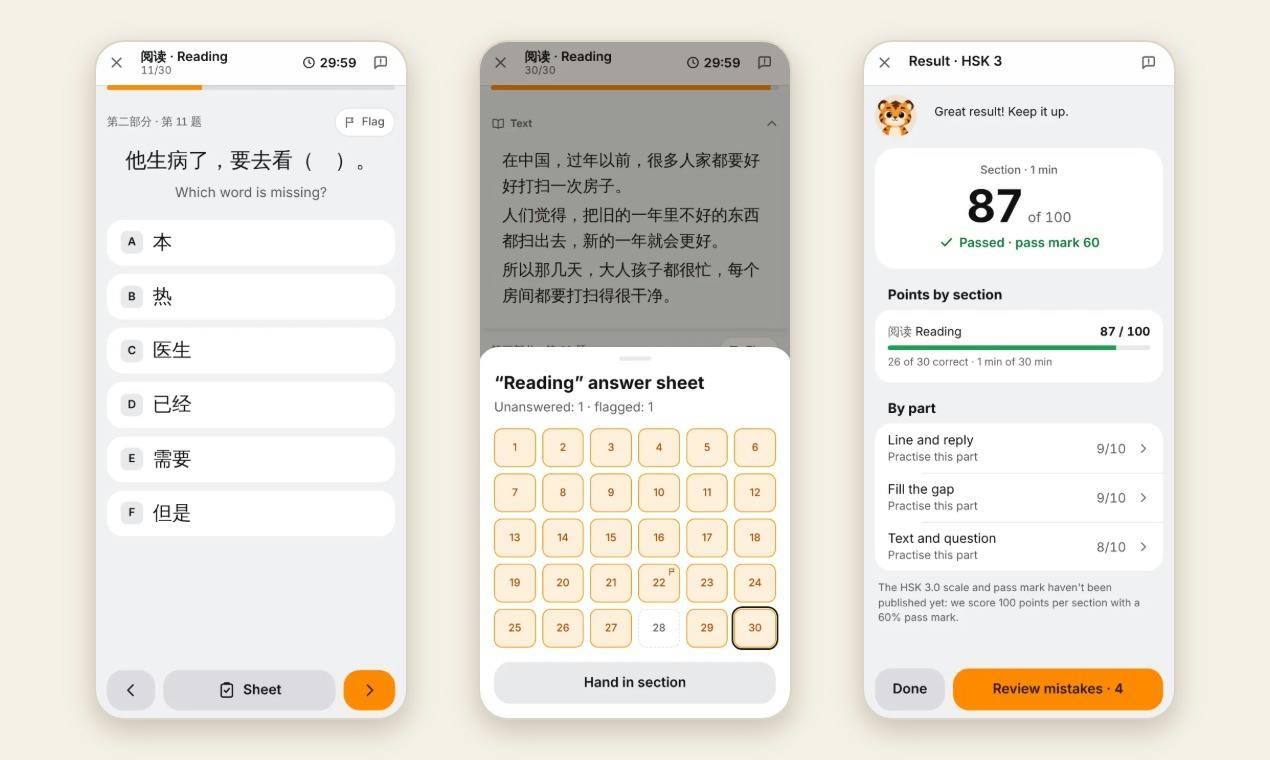 阅读 · Reading
11/30
29:59
第二部分 · 第 11 题
Flag
他生病了，要去看（　）。
Which word is missing?
A 本
B 热
C 医生
D 已经
E 需要
F 但是
Sheet
阅读 · Reading
30/30
29:59
Text
在中国，过年以前，很多人家都要好
好打扫一次房子。
人们觉得，把旧的一年里不好的东西
都扫出去，新的一年就会更好。
所以那几天，大人孩子都很忙，每个
房间都要打扫得很干净。
“Reading” answer sheet
Unanswered: 1 · flagged: 1
1 2 3 4 5 6
7 8 9 10 11 12
13 14 15 16 17 18
19 20 21 22 23 24
25 26 27 28 29 30
Hand in section
Result · HSK 3
Great result! Keep it up.
Section · 1 min
87 of 100
Passed · pass mark 60
Points by section
阅读 Reading 87 / 100
26 of 30 correct · 1 min of 30 min
By part
Line and reply
Practise this part
9/10
Fill the gap
Practise this part
9/10
Text and question
Practise this part
8/10
The HSK 3.0 scale and pass mark haven't been
published yet: we score 100 points per section with a
60% pass mark.
Done
Review mistakes · 4